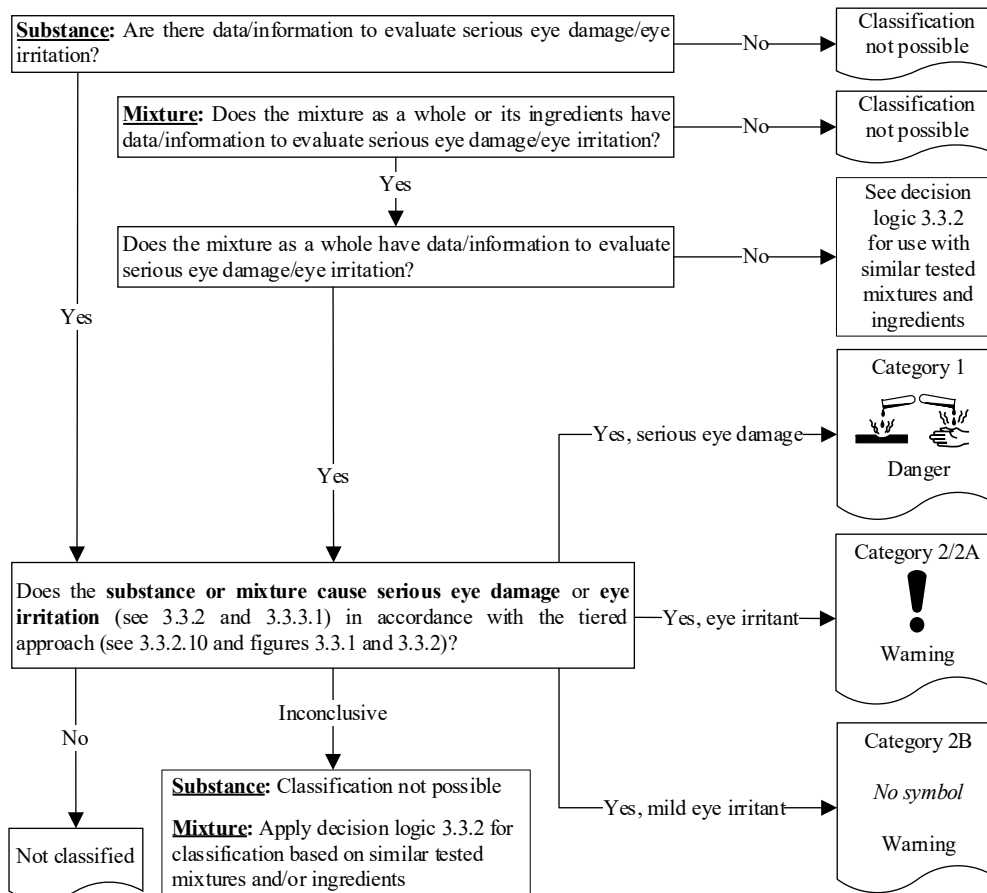 Substance: Are there data/information to evaluate serious eye damage/eye
irritation?
No
Classification
not possible
Mixture: Does the mixture as a whole or its ingredients have
data/information to evaluate serious eye damage/eye irritation?
No
Classification
not possible
Yes
Does the mixture as a whole have data/information to evaluate
serious eye damage/eye irritation?
No
See decision
logic 3.3.2
for use with
similar tested
mixtures and
ingredients
Yes
Yes
Yes, serious eye damage
Category 1
Danger
Does the substance or mixture cause serious eye damage or eye
irritation (see 3.3.2 and 3.3.3.1) in accordance with the tiered
approach (see 3.3.2.10 and figures 3.3.1 and 3.3.2)?
Yes, eye irritant
Category 2/2A
Warning
Yes, mild eye irritant
Category 2B
No symbol
Warning
No
Not classified
Inconclusive
Substance: Classification not possible
Mixture: Apply decision logic 3.3.2 for
classification based on similar tested
mixtures and/or ingredients